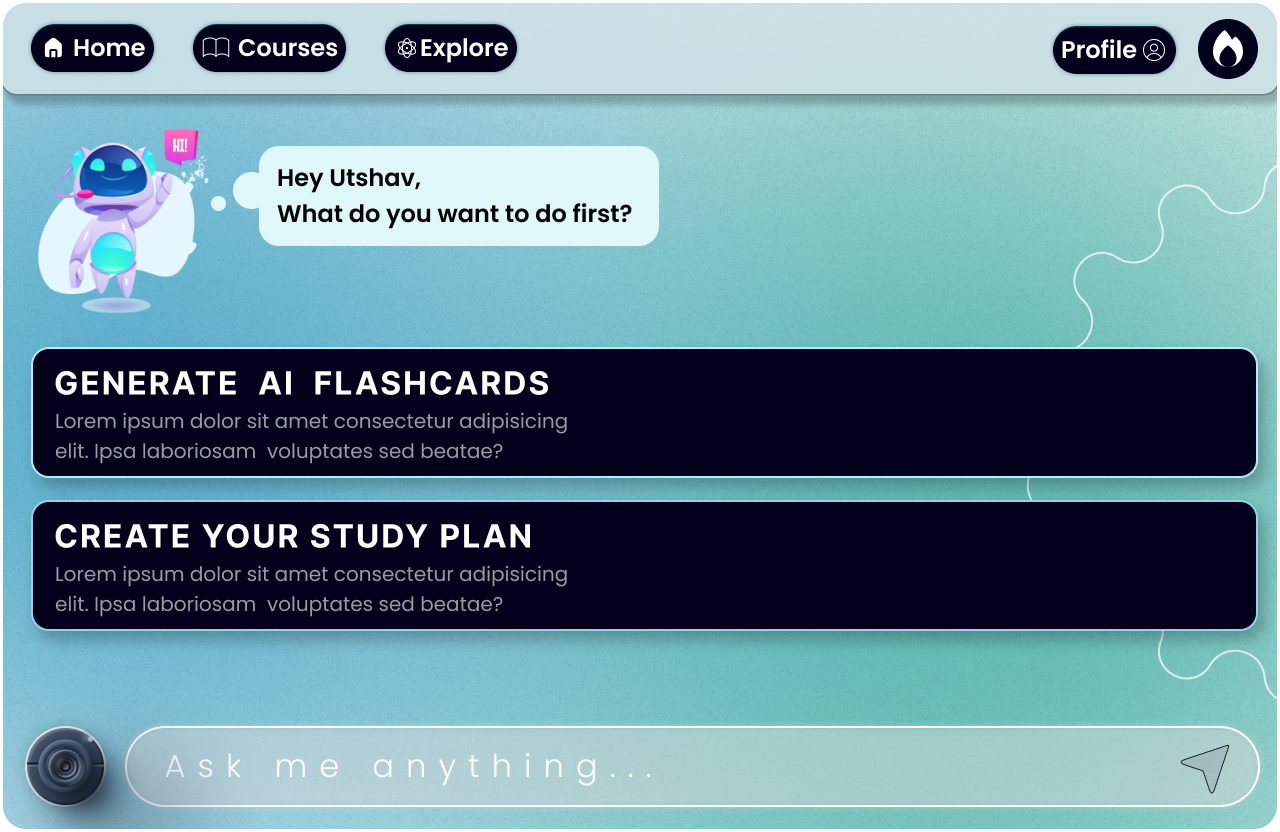 Home
Courses
Explore
Profile
HI!
Hey Utshav,
What do you want to do first?
GENERATE AI FLASHCARDS
Lorem ipsum dolor sit amet consectetur adipisicing
elit. Ipsa laboriosam voluptates sed beatae?
CREATE YOUR STUDY PLAN
Lorem ipsum dolor sit amet consectetur adipisicing
elit. Ipsa laboriosam voluptates sed beatae?
Ask me anything...